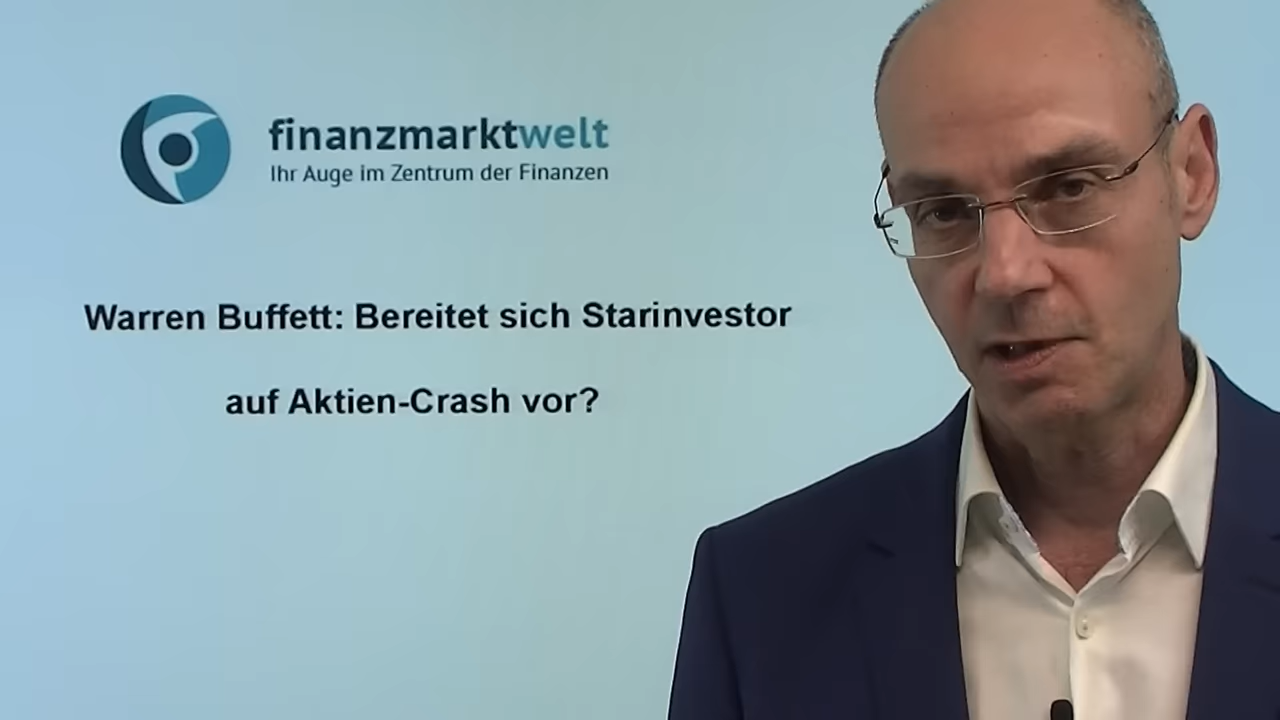 finanzmarktwelt
Ihr Auge im Zentrum der Finanzen
Warren Buffett: Bereitet sich Starinvestor
auf Aktien-Crash vor?